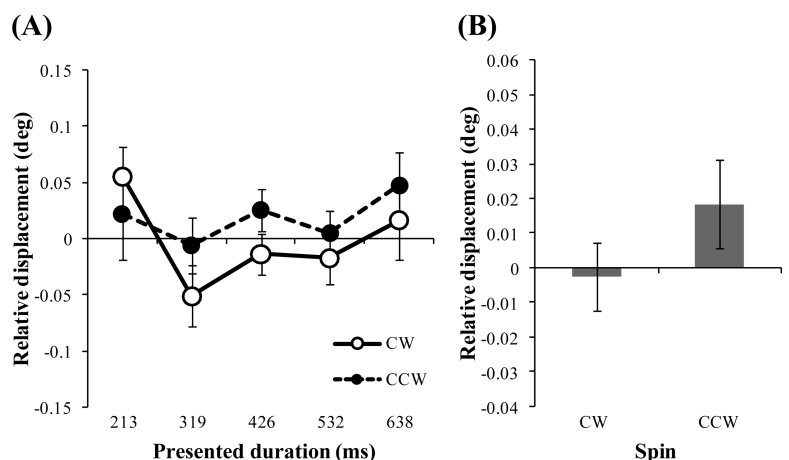 (A)
Relative displacement (deg)
0.15
0.1
0.05
0
-0.05
-0.1
-0.15
CW
CCW
213 319 426 532 638
Presented duration (ms)
(B)
Relative displacement (deg)
0.06
0.05
0.04
0.03
0.02
0.01
0
-0.01
-0.02
-0.03
-0.04
CW CCW
Spin